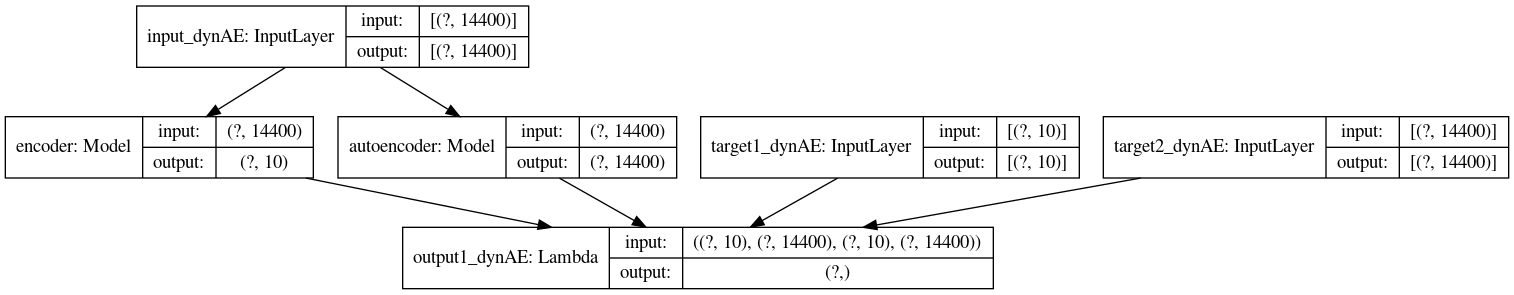 input_dynAE: InputLayer
input: [(?, 14400)]
output: [(?, 14400)]
encoder: Model
input: (?, 14400)
output: (?, 10)
autoencoder: Model
input: (?, 14400)
output: (?, 14400)
target1_dynAE: InputLayer
input: [(?, 10)]
output: [(?, 10)]
target2_dynAE: InputLayer
input: [(?, 14400)]
output: [(?, 14400)]
output1_dynAE: Lambda
input: ((?, 10), (?, 14400), (?, 10), (?, 14400))
output: (?,)